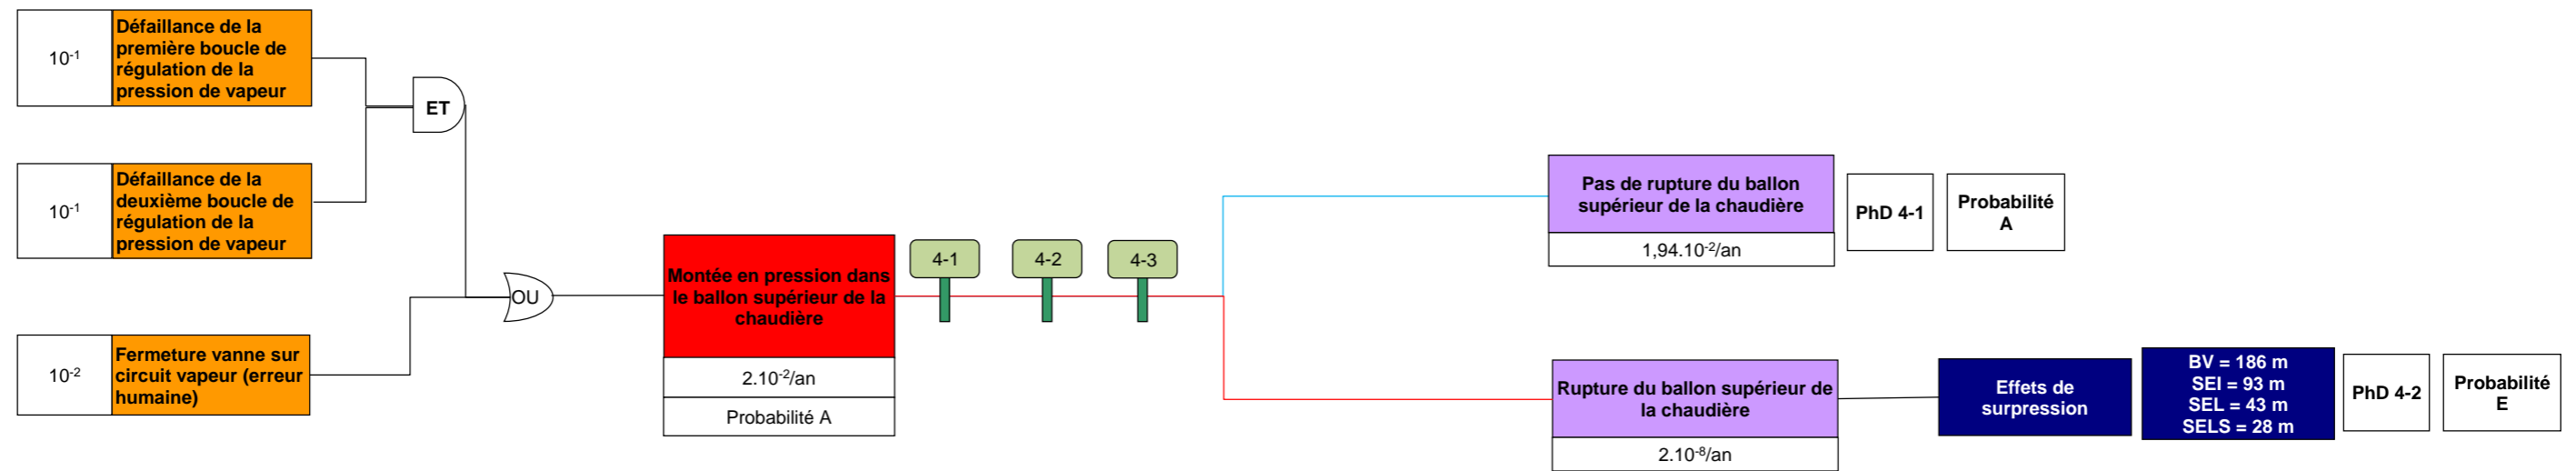 10-1
Défaillance de la
première boucle de
régulation de la
pression de vapeur
ET
10-1
Défaillance de la
deuxième boucle de
régulation de la
pression de vapeur
10-2
Fermeture vanne sur
circuit vapeur (erreur
humaine)
OU
Montée en pression dans
le ballon supérieur de la
chaudière
2.10-2/an
Probabilité A
4-1
4-2
4-3
Pas de rupture du ballon
supérieur de la chaudière
1,94.10-2/an
PhD 4-1
Probabilité
A
Rupture du ballon supérieur de
la chaudière
2.10-8/an
Effets de
surpression
BV = 186 m
SEI = 93 m
SEL = 43 m
SELS = 28 m
PhD 4-2
Probabilité
E